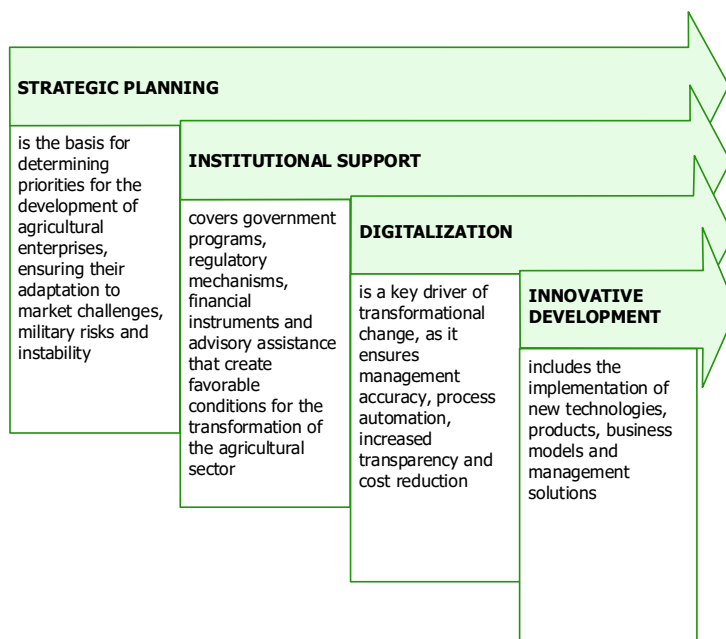 STRATEGIC PLANNING
is the basis for
determining
priorities for the
development of
agricultural
enterprises,
ensuring their
adaptation to
market challenges,
military risks and
instability
INSTITUTIONAL SUPPORT
covers government
programs,
regulatory
mechanisms,
financial
instruments and
advisory assistance
that create
favorable
conditions for the
transformation of
the agricultural
sector
DIGITALIZATION
is a key driver of
transformational
change, as it
ensures
management
accuracy, process
automation,
increased
transparency and
cost reduction
INNOVATIVE
DEVELOPMENT
includes the
implementation of
new technologies,
products, business
models and
management
solutions